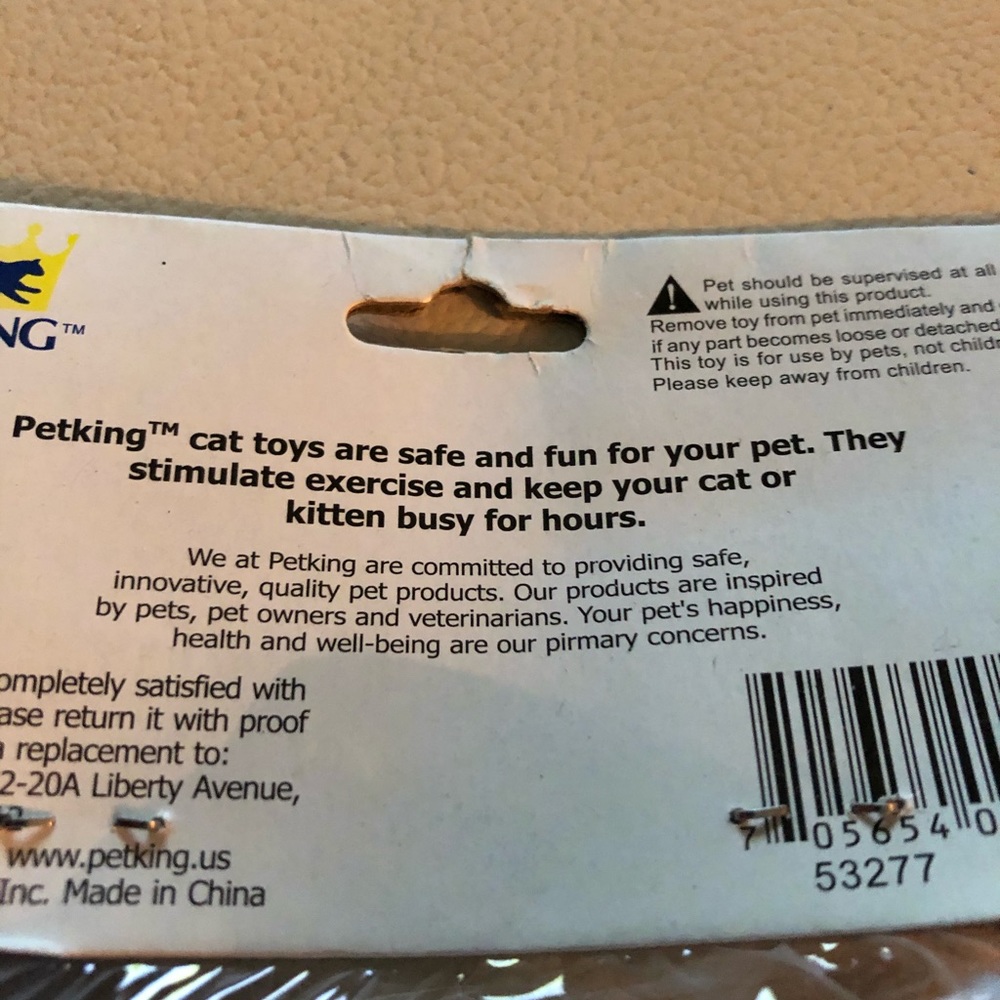 NG™
Pet should be supervised at all
while using this product.
Remove toy from pet immediately and
if any part becomes loose or detached
This toy is for use by pets, not childr
Please keep away from children.
Petking™ cat toys are safe and fun for your pet. They
stimulate exercise and keep your cat or
kitten busy for hours.
We at Petking are committed to providing safe,
innovative, quality pet products. Our products are inspired
by pets, pet owners and veterinarians. Your pet's happiness,
health and well-being are our pirmary concerns.
ompletely satisfied with
ase return it with proof
replacement to:
2-20A Liberty Avenue,
www.petking.us
Inc. Made in China
7 05654 0
53277